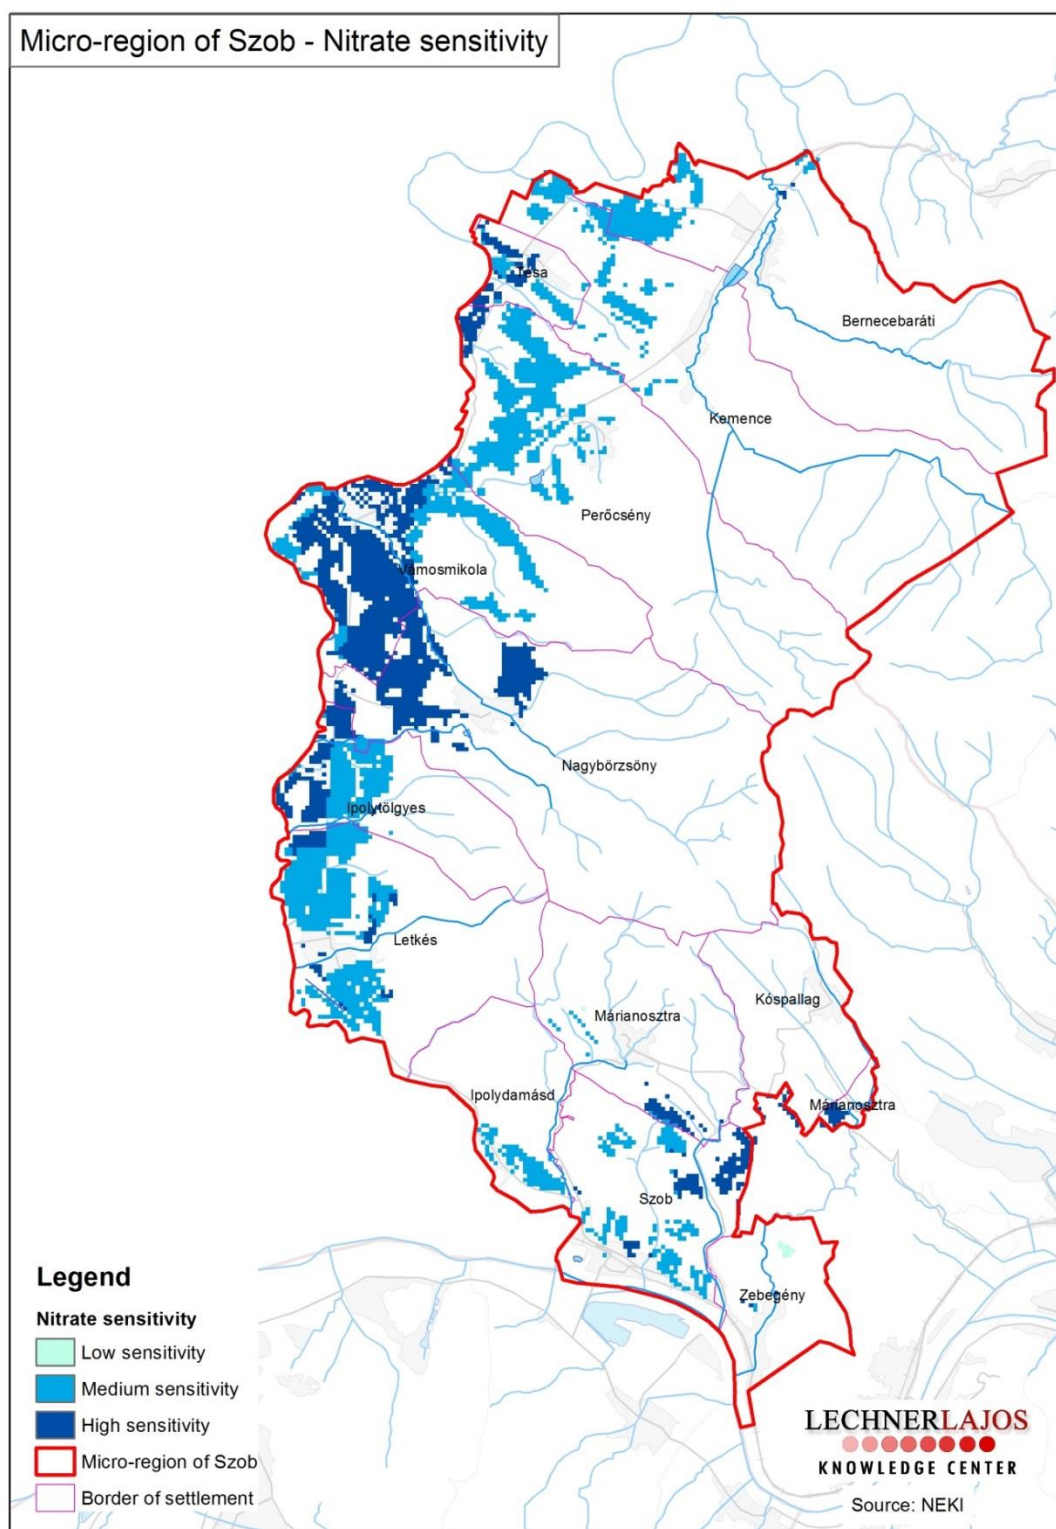 Micro-region of Szob - Nitrate sensitivity
Tésa
Bernecebaráti
Kemence
Perőcsény
Vámosmikola
Nagybörzsöny
Ipolytölgyes
Letkés
Kóspallag
Márianosztra
Ipolydamásd
Márianosztra
Szob
Zebegény
Legend
Nitrate sensitivity
Low sensitivity
Medium sensitivity
High sensitivity
Micro-region of Szob
Border of settlement
LECHNERLAJOS
KNOWLEDGE CENTER
Source: NEKI